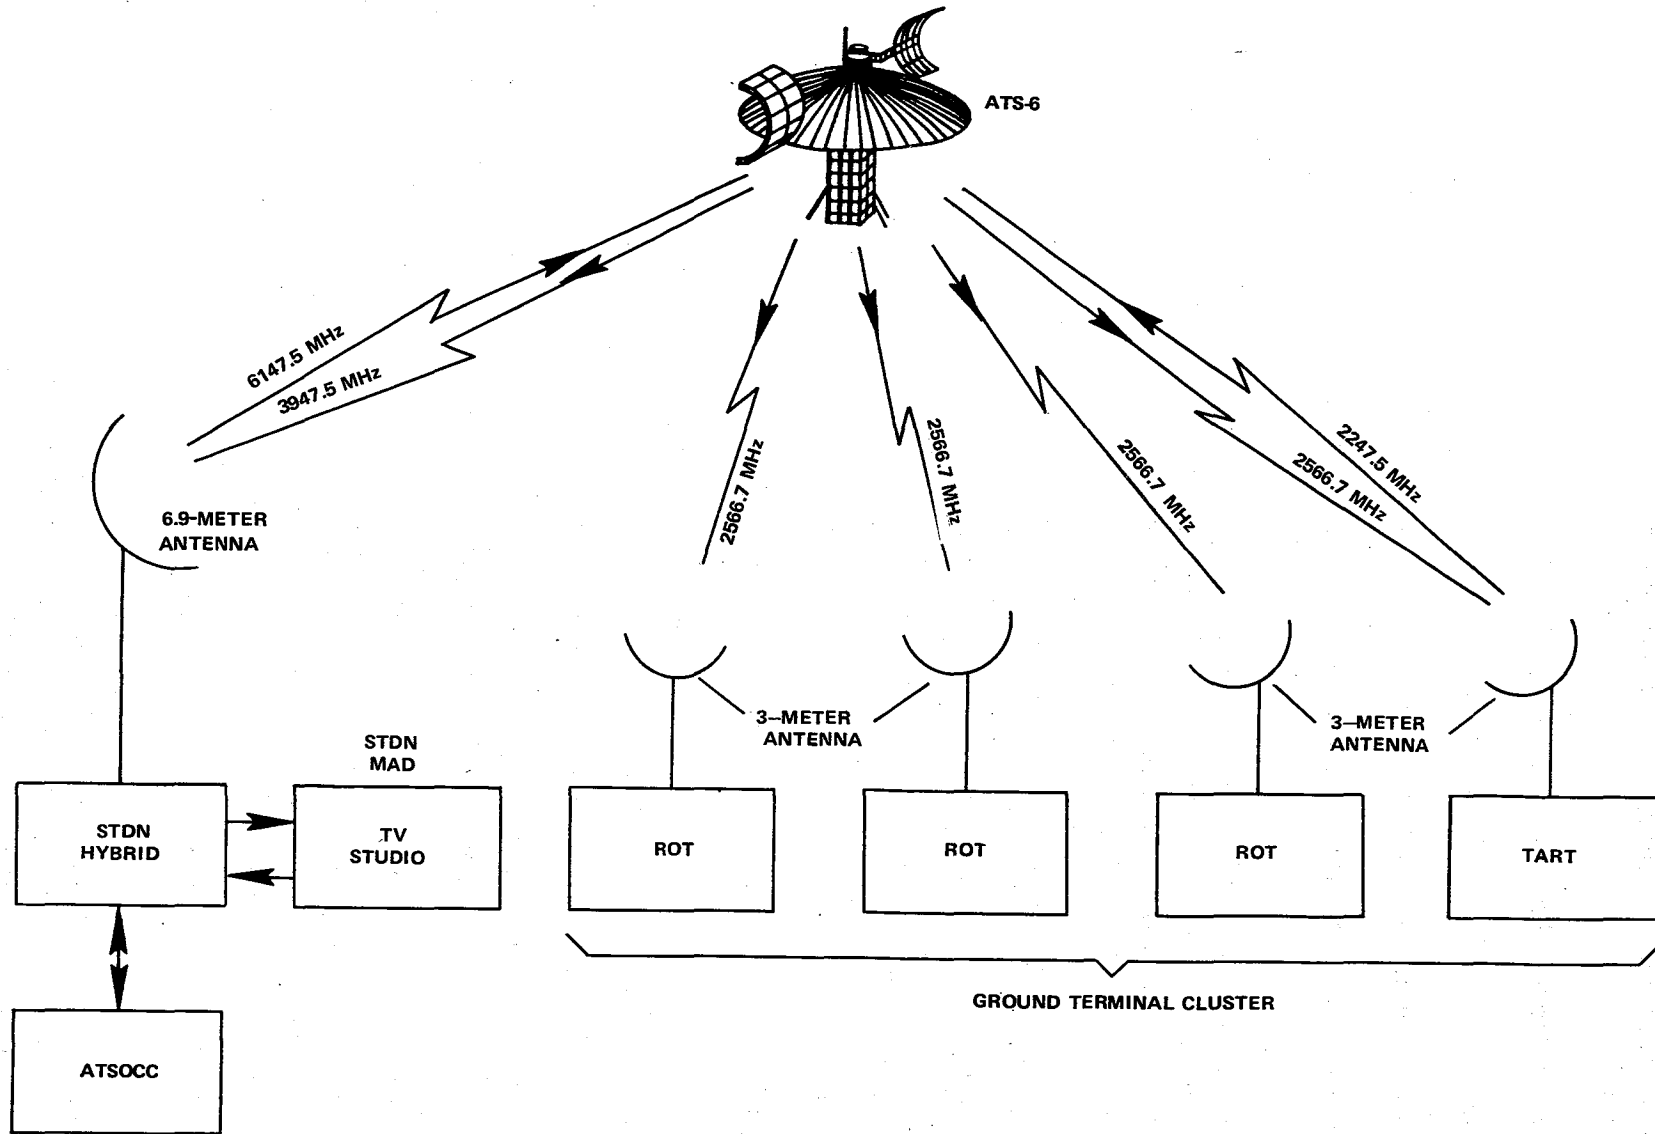 ATS-6
6147.5 MHz
3947.5 MHz
2566.7 MHz
2566.7 MHz
2566.7 MHz
2247.5 MHz
2566.7 MHz
6.9-METER
ANTENNA
3–METER
ANTENNA
3–METER
ANTENNA
STDN
MAD
STDN
HYBRID
TV
STUDIO
ROT
ROT
ROT
TART
GROUND TERMINAL CLUSTER
ATSOCC